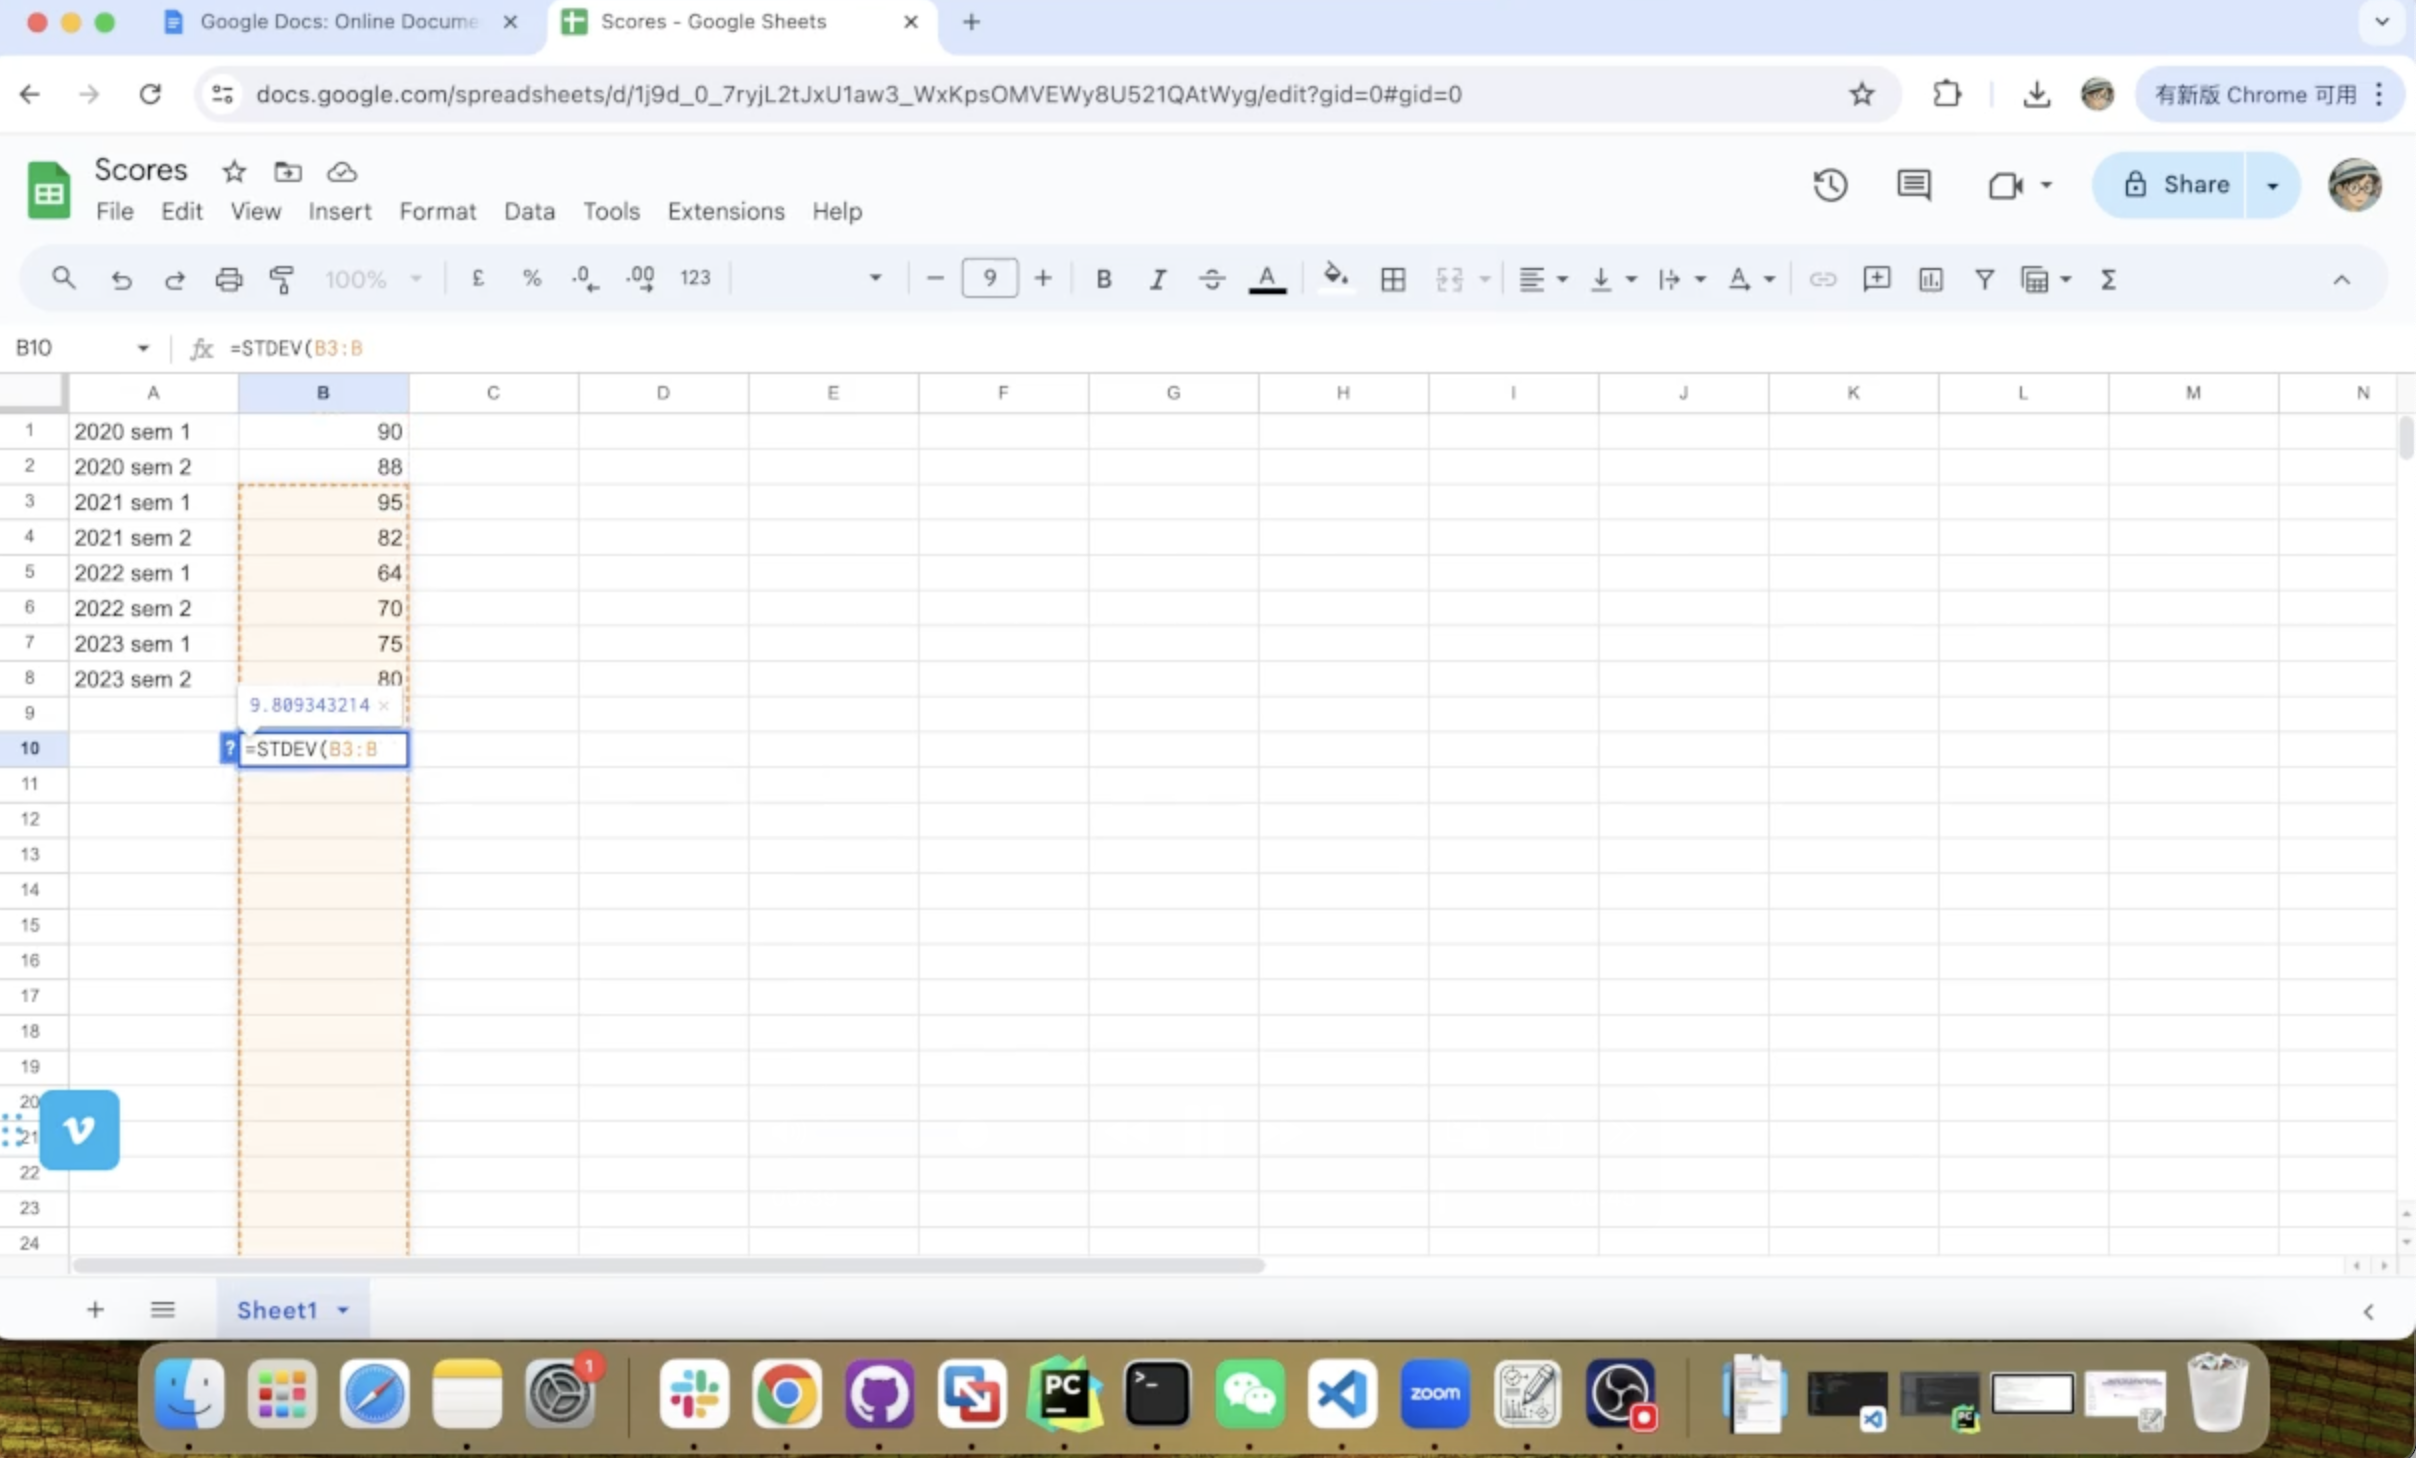 Google Docs: Online Docume
Scores - Google Sheets
docs.google.com/spreadsheets/d/1j9d_0_7ryjL2tJxU1aw3_WxKpsOMVEWy8U521QAtWyg/edit?gid=0#gid=0
有新版 Chrome 可用
Scores
Share
File Edit View Insert Format Data Tools Extensions Help
100% £ % .0 .00 123 9 B I A A Σ
B10 fx =STDEV(B3:B
A B C D E F G H I J K L M N
1 2020 sem 1 90
2 2020 sem 2 88
3 2021 sem 1 95
4 2021 sem 2 82
5 2022 sem 1 64
6 2022 sem 2 70
7 2023 sem 1 75
8 2023 sem 2 80
9 9.809343214 ×
10 ? =STDEV(B3:B
11
12
13
14
15
16
17
18
19
20
21
22
23
24
Sheet1
1
PC
zoom
PC